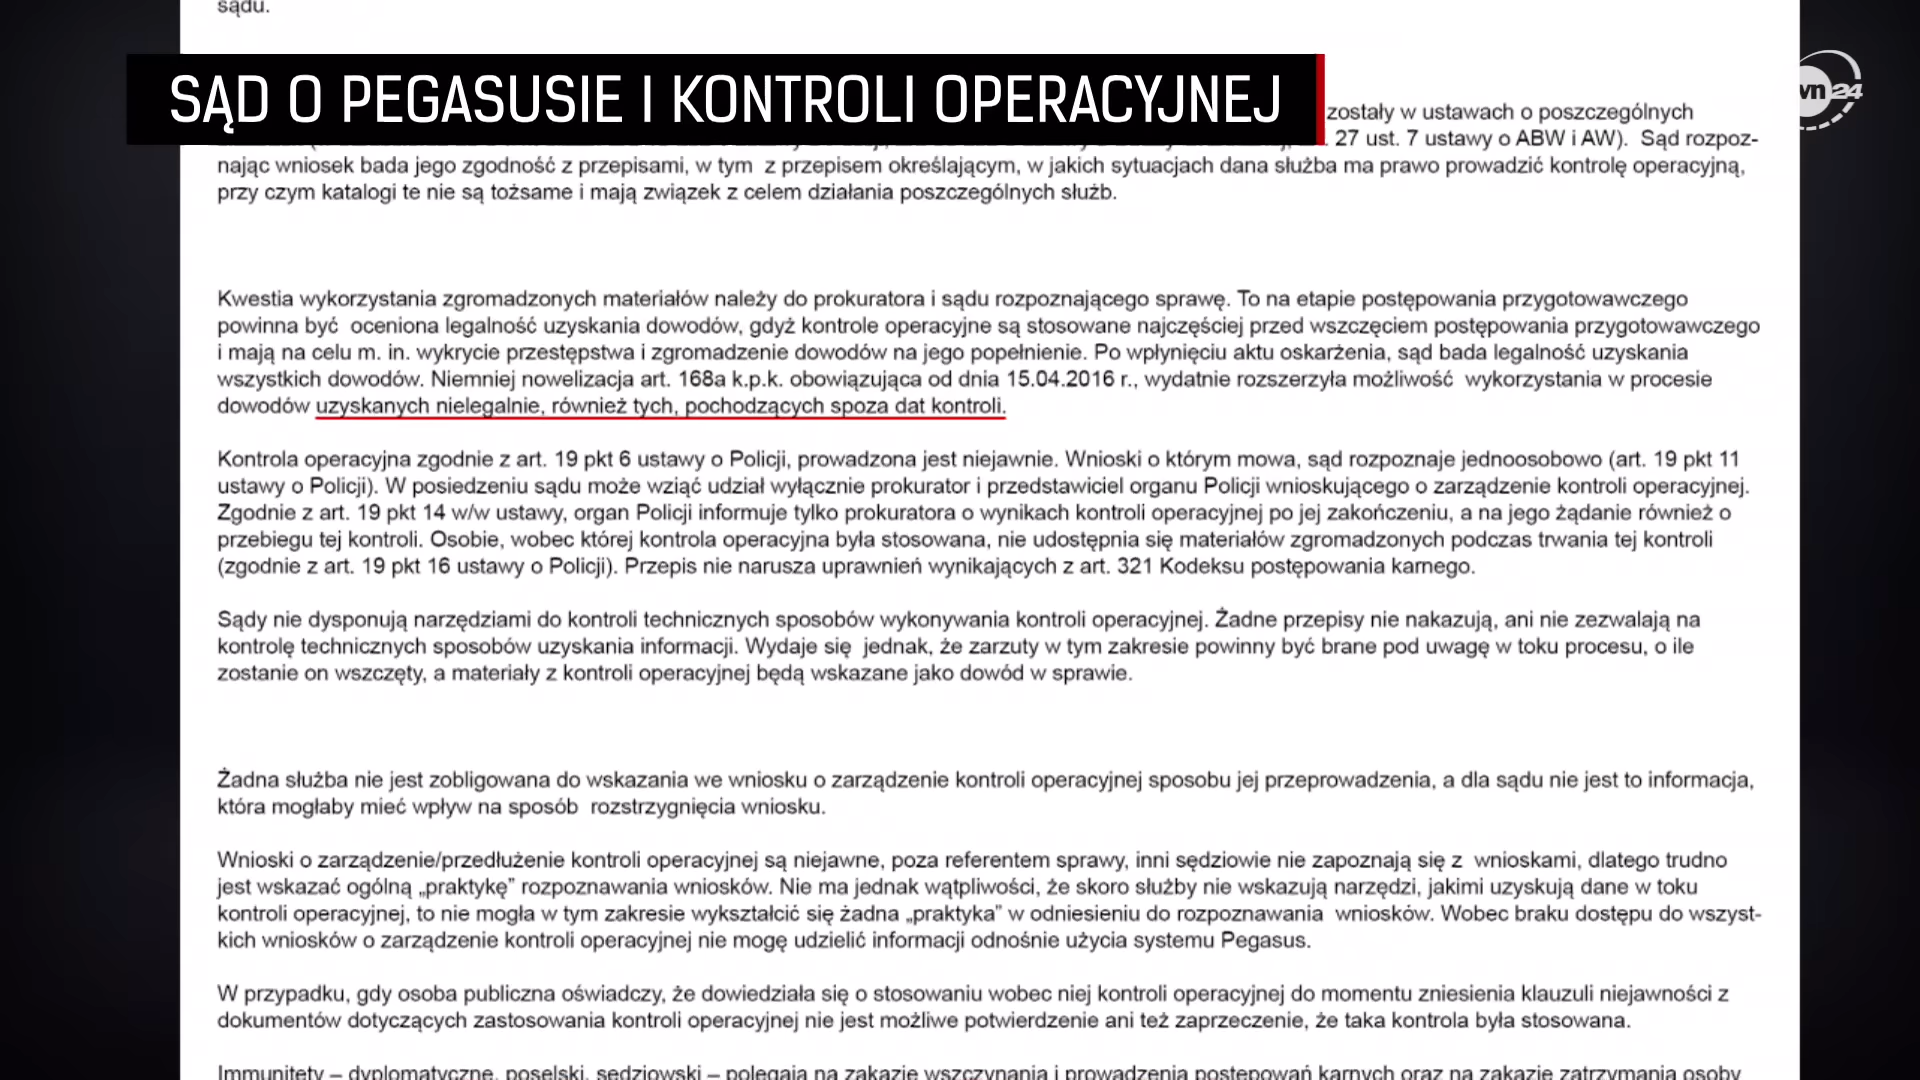 sądu.
SĄD O PEGASUSIE I KONTROLI OPERACYJNEJ
zostały w ustawach o poszczególnych
27 ust. 7 ustawy o ABW i AW).  Sąd rozpoz-
nając wniosek bada jego zgodność z przepisami, w tym  z przepisem określającym, w jakich sytuacjach dana służba ma prawo prowadzić kontrolę operacyjną,
przy czym katalogi te nie są tożsame i mają związek z celem działania poszczególnych służb.
Kwestia wykorzystania zgromadzonych materiałów należy do prokuratora i sądu rozpoznającego sprawę. To na etapie postępowania przygotowawczego
powinna być  oceniona legalność uzyskania dowodów, gdyż kontrole operacyjne są stosowane najczęściej przed wszczęciem postępowania przygotowawczego
i mają na celu m. in. wykrycie przestępstwa i zgromadzenie dowodów na jego popełnienie. Po wpłynięciu aktu oskarżenia, sąd bada legalność uzyskania
wszystkich dowodów. Niemniej nowelizacja art. 168a k.p.k. obowiązująca od dnia 15.04.2016 r., wydatnie rozszerzyła możliwość  wykorzystania w procesie
dowodów uzyskanych nielegalnie, również tych, pochodzących spoza dat kontroli.
Kontrola operacyjna zgodnie z art. 19 pkt 6 ustawy o Policji, prowadzona jest niejawnie. Wnioski o którym mowa, sąd rozpoznaje jednoosobowo (art. 19 pkt 11
ustawy o Policji). W posiedzeniu sądu może wziąć udział wyłącznie prokurator i przedstawiciel organu Policji wnioskującego o zarządzenie kontroli operacyjnej.
Zgodnie z art. 19 pkt 14 w/w ustawy, organ Policji informuje tylko prokuratora o wynikach kontroli operacyjnej po jej zakończeniu, a na jego żądanie również o
przebiegu tej kontroli. Osobie, wobec której kontrola operacyjna była stosowana, nie udostępnia się materiałów zgromadzonych podczas trwania tej kontroli
(zgodnie z art. 19 pkt 16 ustawy o Policji). Przepis nie narusza uprawnień wynikających z art. 321 Kodeksu postępowania karnego.
Sądy nie dysponują narzędziami do kontroli technicznych sposobów wykonywania kontroli operacyjnej. Żadne przepisy nie nakazują, ani nie zezwalają na
kontrolę technicznych sposobów uzyskania informacji. Wydaje się  jednak, że zarzuty w tym zakresie powinny być brane pod uwagę w toku procesu, o ile
zostanie on wszczęty, a materiały z kontroli operacyjnej będą wskazane jako dowód w sprawie.
Żadna służba nie jest zobligowana do wskazania we wniosku o zarządzenie kontroli operacyjnej sposobu jej przeprowadzenia, a dla sądu nie jest to informacja,
która mogłaby mieć wpływ na sposób  rozstrzygnięcia wniosku.
Wnioski o zarządzenie/przedłużenie kontroli operacyjnej są niejawne, poza referentem sprawy, inni sędziowie nie zapoznają się z  wnioskami, dlatego trudno
jest wskazać ogólną „praktykę” rozpoznawania wniosków. Nie ma jednak wątpliwości, że skoro służby nie wskazują narzędzi, jakimi uzyskują dane w toku
kontroli operacyjnej, to nie mogła w tym zakresie wykształcić się żadna „praktyka” w odniesieniu do rozpoznawania  wniosków. Wobec braku dostępu do wszyst-
kich wniosków o zarządzenie kontroli operacyjnej nie mogę udzielić informacji odnośnie użycia systemu Pegasus.
W przypadku, gdy osoba publiczna oświadczy, że dowiedziała się o stosowaniu wobec niej kontroli operacyjnej do momentu zniesienia klauzuli niejawności z
dokumentów dotyczących zastosowania kontroli operacyjnej nie jest możliwe potwierdzenie ani też zaprzeczenie, że taka kontrola była stosowana.
Immunitety – dyplomatyczne, poselski, sędziowski – polegają na zakazie wszczynania i prowadzenia postępowań karnych oraz na zakazie zatrzymania osoby